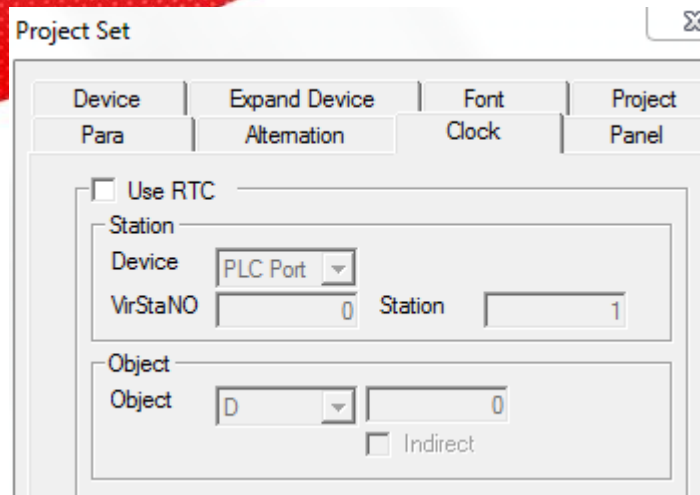 Project Set
Device Expand Device Font Project
Para Alternation Clock Panel
Use RTC
Station
Device PLC Port
VirStaNO 0 Station 1
Object
Object D 0
Indirect